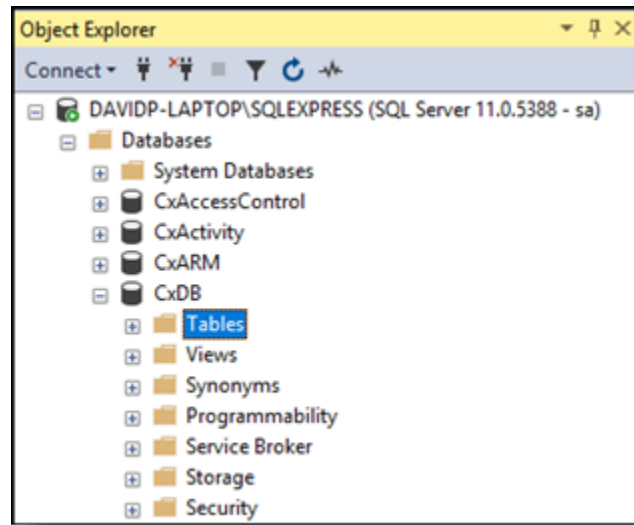 Object Explorer
Connect
DAVIDP-LAPTOP\SQLEXPRESS (SQL Server 11.0.5388 - sa)
Databases
System Databases
CxAccessControl
CxActivity
CxARM
CxDB
Tables
Views
Synonyms
Programmability
Service Broker
Storage
Security